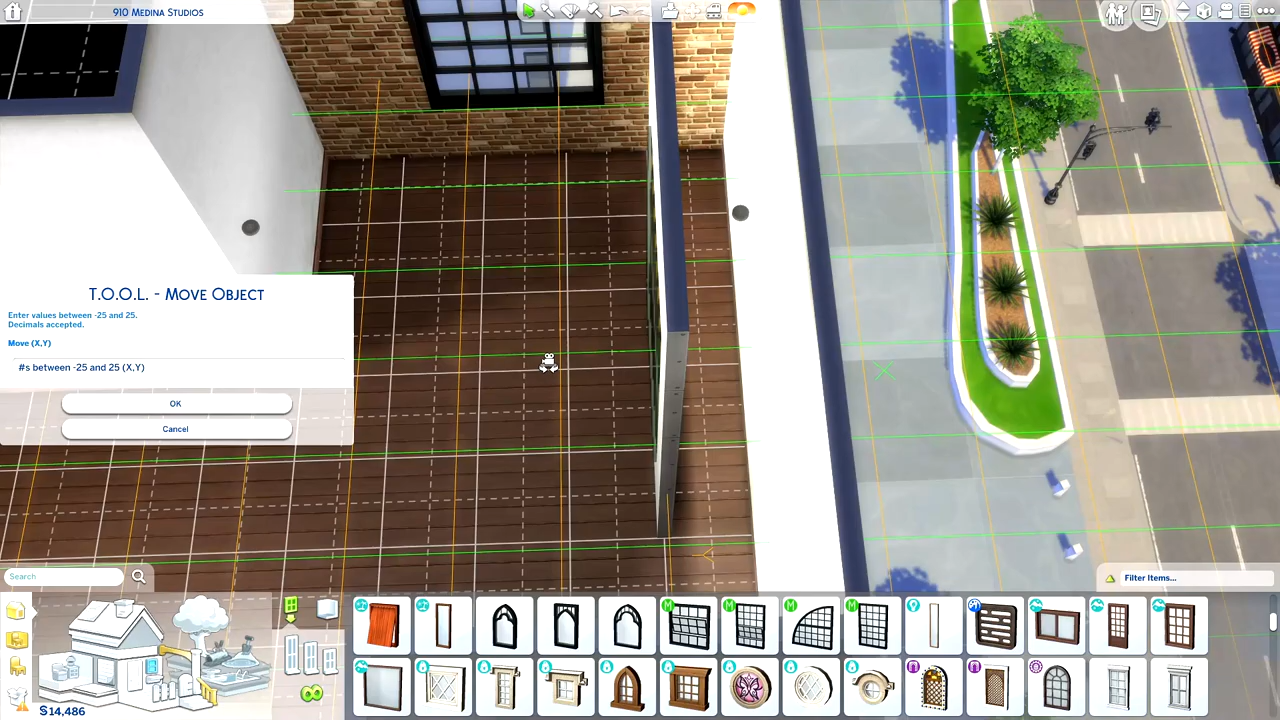 910 Medina Studios
T.O.O.L. - Move Object
Enter values between -25 and 25.
Decimals accepted.
Move (X,Y)
#s between -25 and 25 (X,Y)
OK
Cancel
Search
Filter Items...
§14,486